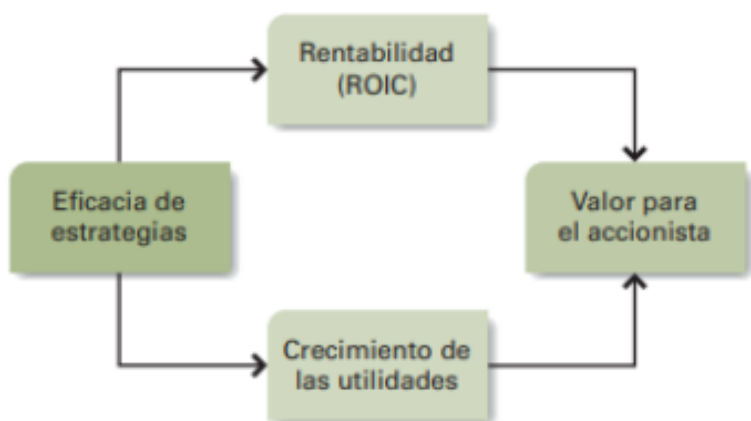 Rentabilidad
(ROIC)
Eficacia de
estrategias
Valor para
el accionista
Crecimiento de
las utilidades